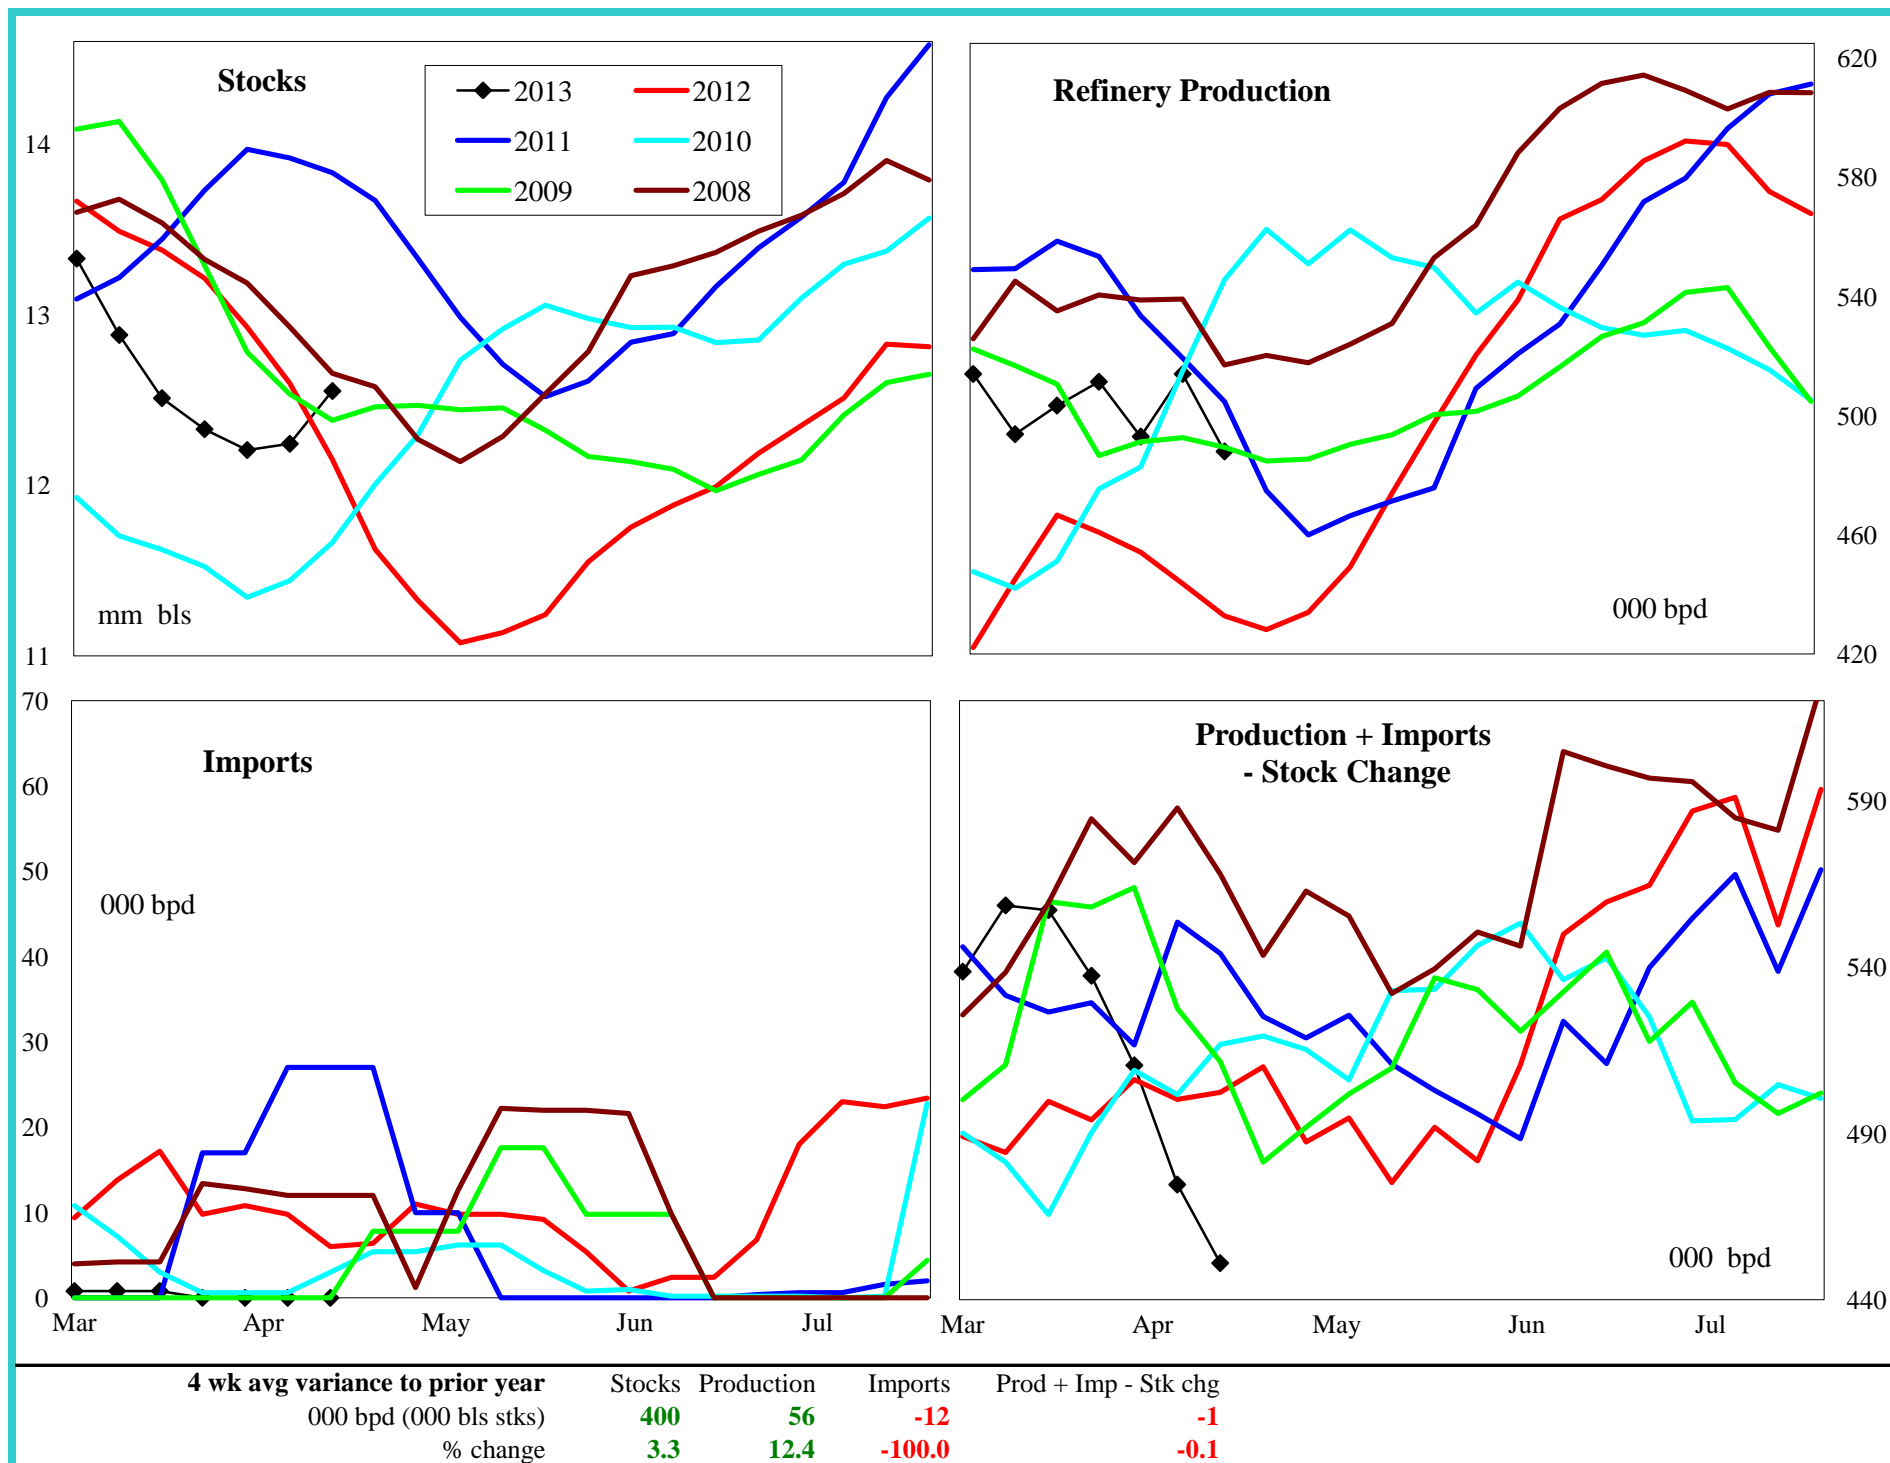 Stocks
2013
2012
2011
2010
2009
2008
14
13
12
11
mm bls
Refinery Production
620
580
540
500
460
420
000 bpd
Imports
70
60
50
40
30
20
10
0
000 bpd
Mar Apr May Jun Jul
Production + Imports
- Stock Change
590
540
490
440
000 bpd
Mar Apr May Jun Jul
4 wk avg variance to prior year Stocks Production Imports Prod + Imp - Stk chg
000 bpd (000 bls stks) 400 56 -12 -1
% change 3.3 12.4 -100.0 -0.1